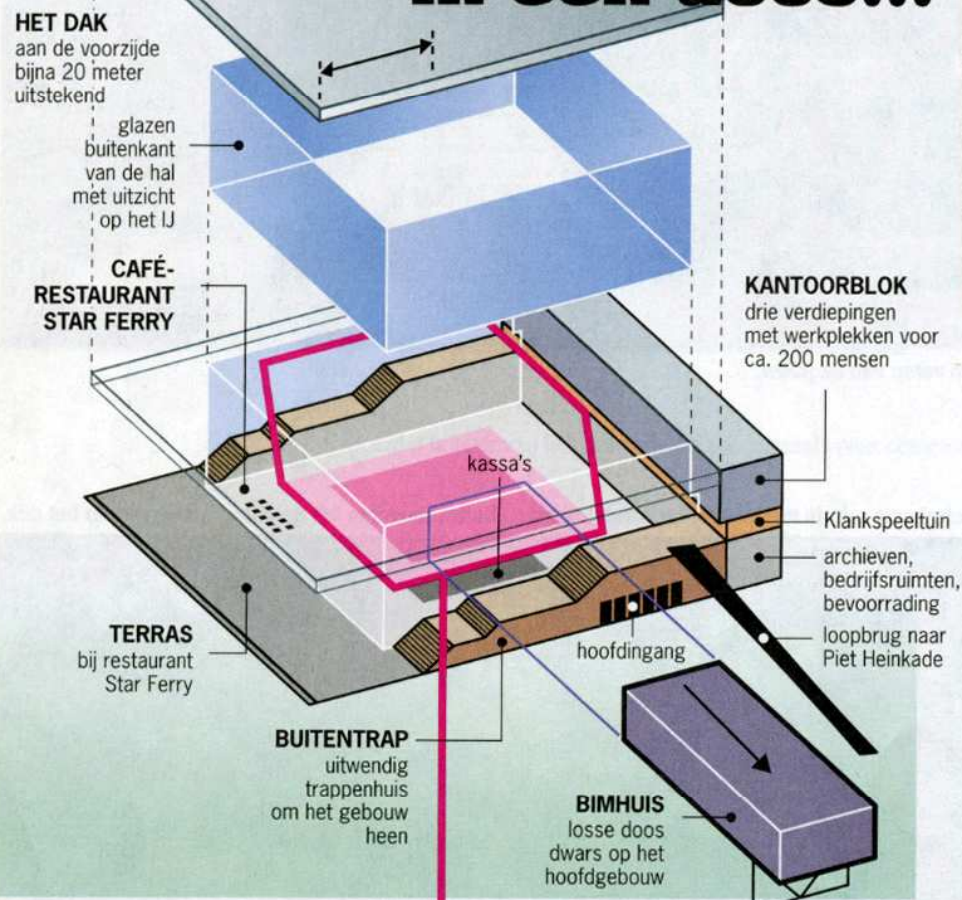 in een doos...
HET DAK
aan de voorzijde
bijna 20 meter
uitstekend
glazen
buitenkant
van de hal
met uitzicht
op het IJ
CAFÉ-
RESTAURANT
STAR FERRY
KANTOORBLOK
drie verdiepingen
met werkplekken voor
ca. 200 mensen
kassa's
Klankspeeltuin
archieven,
bedrijfsruimten,
bevoorrading
loopbrug naar
Piet Heinkade
hoofdingang
TERRAS
bij restaurant
Star Ferry
BUITENTRAP
uitwendig
trappenhuis
om het gebouw
heen
BIMHUIS
losse doos
dwars op het
hoofdgebouw